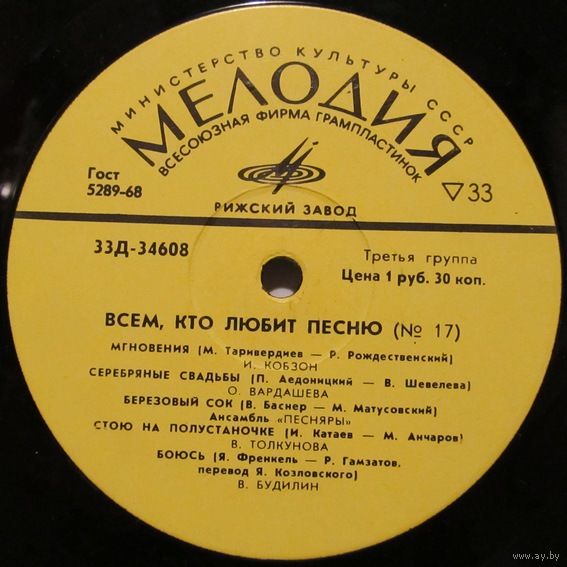 МИНИСТЕРСТВО КУЛЬТУРЫ СССР
МЕЛОДИЯ
ВСЕСОЮЗНАЯ ФИРМА ГРАМПЛАСТИНОК
Гост
5289-68
▽33
РИЖСКИЙ ЗАВОД
33Д-34608
Третья группа
Цена 1 руб. 30 коп.
ВСЕМ, КТО ЛЮБИТ ПЕСНЮ (№ 17)
МГНОВЕНИЯ (М. Таривердиев — Р. Рождественский)
И. КОБЗОН
СЕРЕБРЯНЫЕ СВАДЬБЫ (П. Аедоницкий — В. Шевелева)
О. ВАРДАШЕВА
БЕРЕЗОВЫЙ СОК (В. Баснер — М. Матусовский)
Ансамбль «ПЕСНЯРЫ»
СТОЮ НА ПОЛУСТАНОЧКЕ (И. Катаев — М. Анчаров)
В. ТОЛКУНОВА
БОЮСЬ (Я. Френкель — Р. Гамзатов,
перевод Я. Козловского)
В. БУДИЛИН
www.ay.by